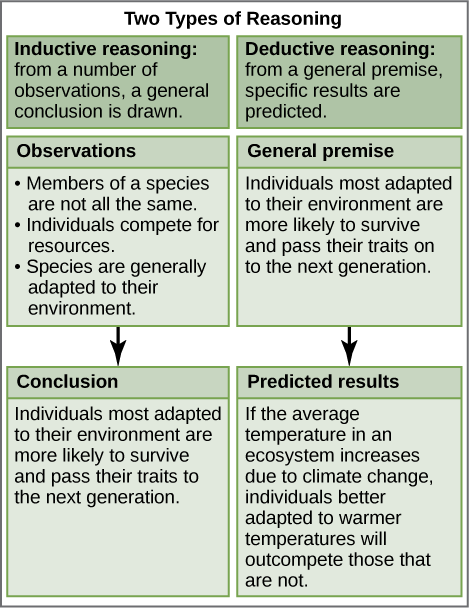 Two Types of Reasoning
Inductive reasoning:
from a number of
observations, a general
conclusion is drawn.
Observations
• Members of a species
are not all the same.
• Individuals compete for
resources.
• Species are generally
adapted to their
environment.
Conclusion
Individuals most adapted
to their environment are
more likely to survive
and pass their traits to
the next generation.
Deductive reasoning:
from a general premise,
specific results are
predicted.
General premise
Individuals most adapted
to their environment are
more likely to survive
and pass their traits on
to the next generation.
Predicted results
If the average
temperature in an
ecosystem increases
due to climate change,
individuals better
adapted to warmer
temperatures will
outcompete those that
are not.